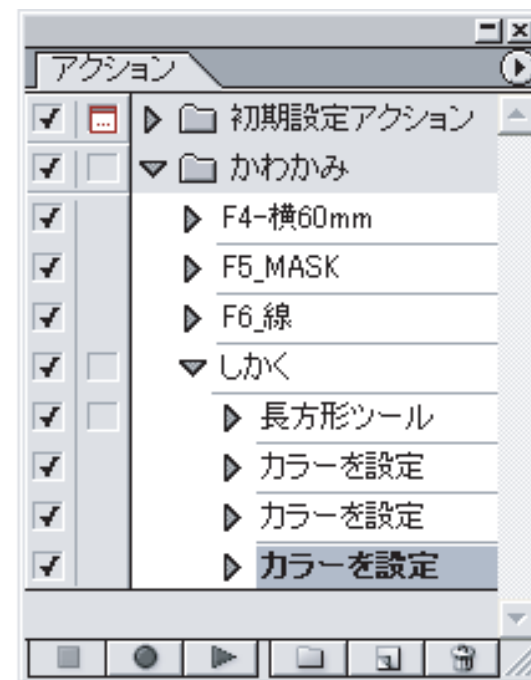 アクション
初期設定アクション
かわかみ
F4-横60mm
F5_MASK
F6_線
しかく
長方形ツール
カラーを設定
カラーを設定
カラーを設定